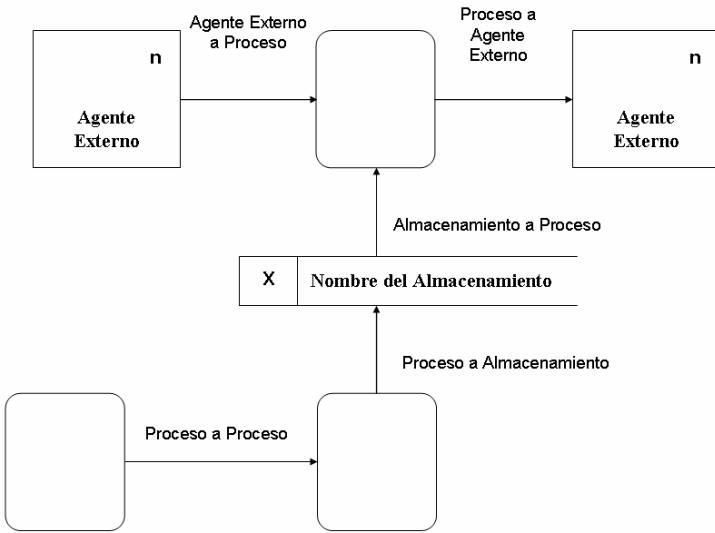 Agente Externo
a Proceso
Proceso a
Agente
Externo
n
Agente
Externo
n
Agente
Externo
Almacenamiento a Proceso
X
Nombre del Almacenamiento
Proceso a Almacenamiento
Proceso a Proceso